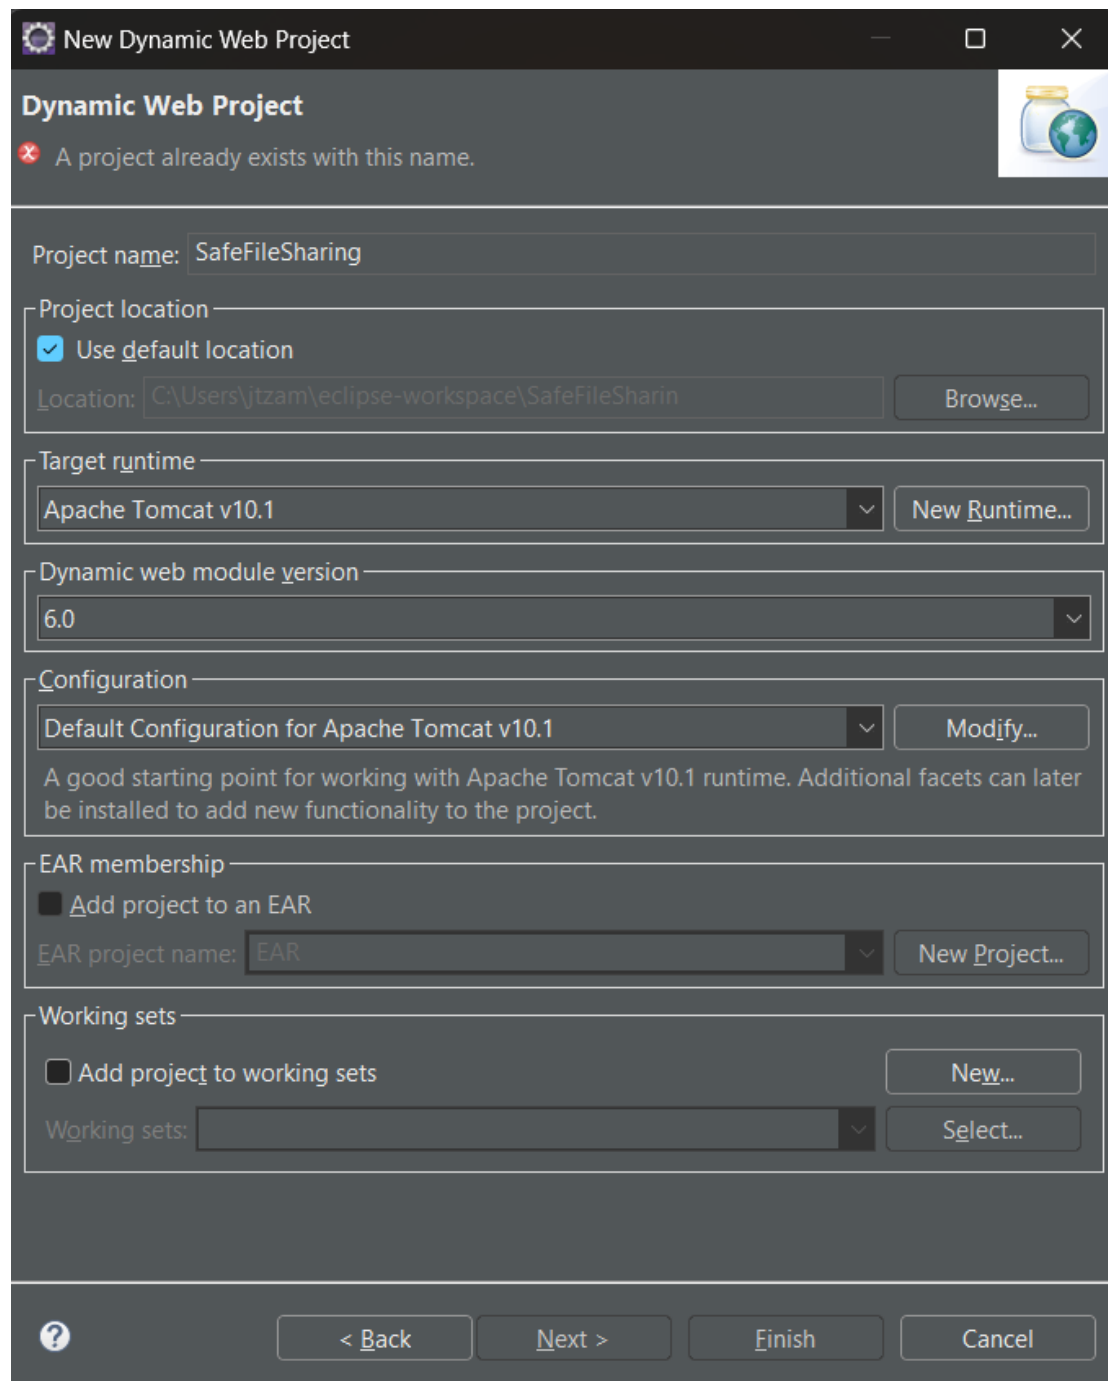 New Dynamic Web Project
Dynamic Web Project
A project already exists with this name.
Project name: SafeFileSharing
Project location
Use default location
Location: C:\Users\jtzam\eclipse-workspace\SafeFileSharin
Browse...
Target runtime
Apache Tomcat v10.1
New Runtime...
Dynamic web module version
6.0
Configuration
Default Configuration for Apache Tomcat v10.1
Modify...
A good starting point for working with Apache Tomcat v10.1 runtime. Additional facets can later
be installed to add new functionality to the project.
EAR membership
Add project to an EAR
EAR project name: EAR
New Project...
Working sets
Add project to working sets
New...
Working sets:
Select...
?
< Back
Next >
Finish
Cancel